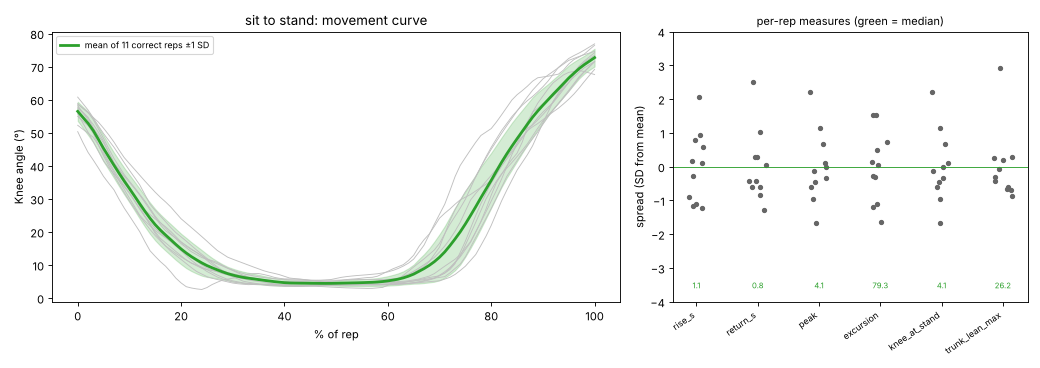 sit to stand: movement curve
mean of 11 correct reps ±1 SD
Knee angle (°)
80
70
60
50
40
30
20
10
0
0 20 40 60 80 100
% of rep
per-rep measures (green = median)
spread (SD from mean)
4
3
2
1
0
−1
−2
−3
−4
1.1 0.8 4.1 79.3 4.1 26.2
rise_s return_s peak excursion knee_at_stand trunk_lean_max